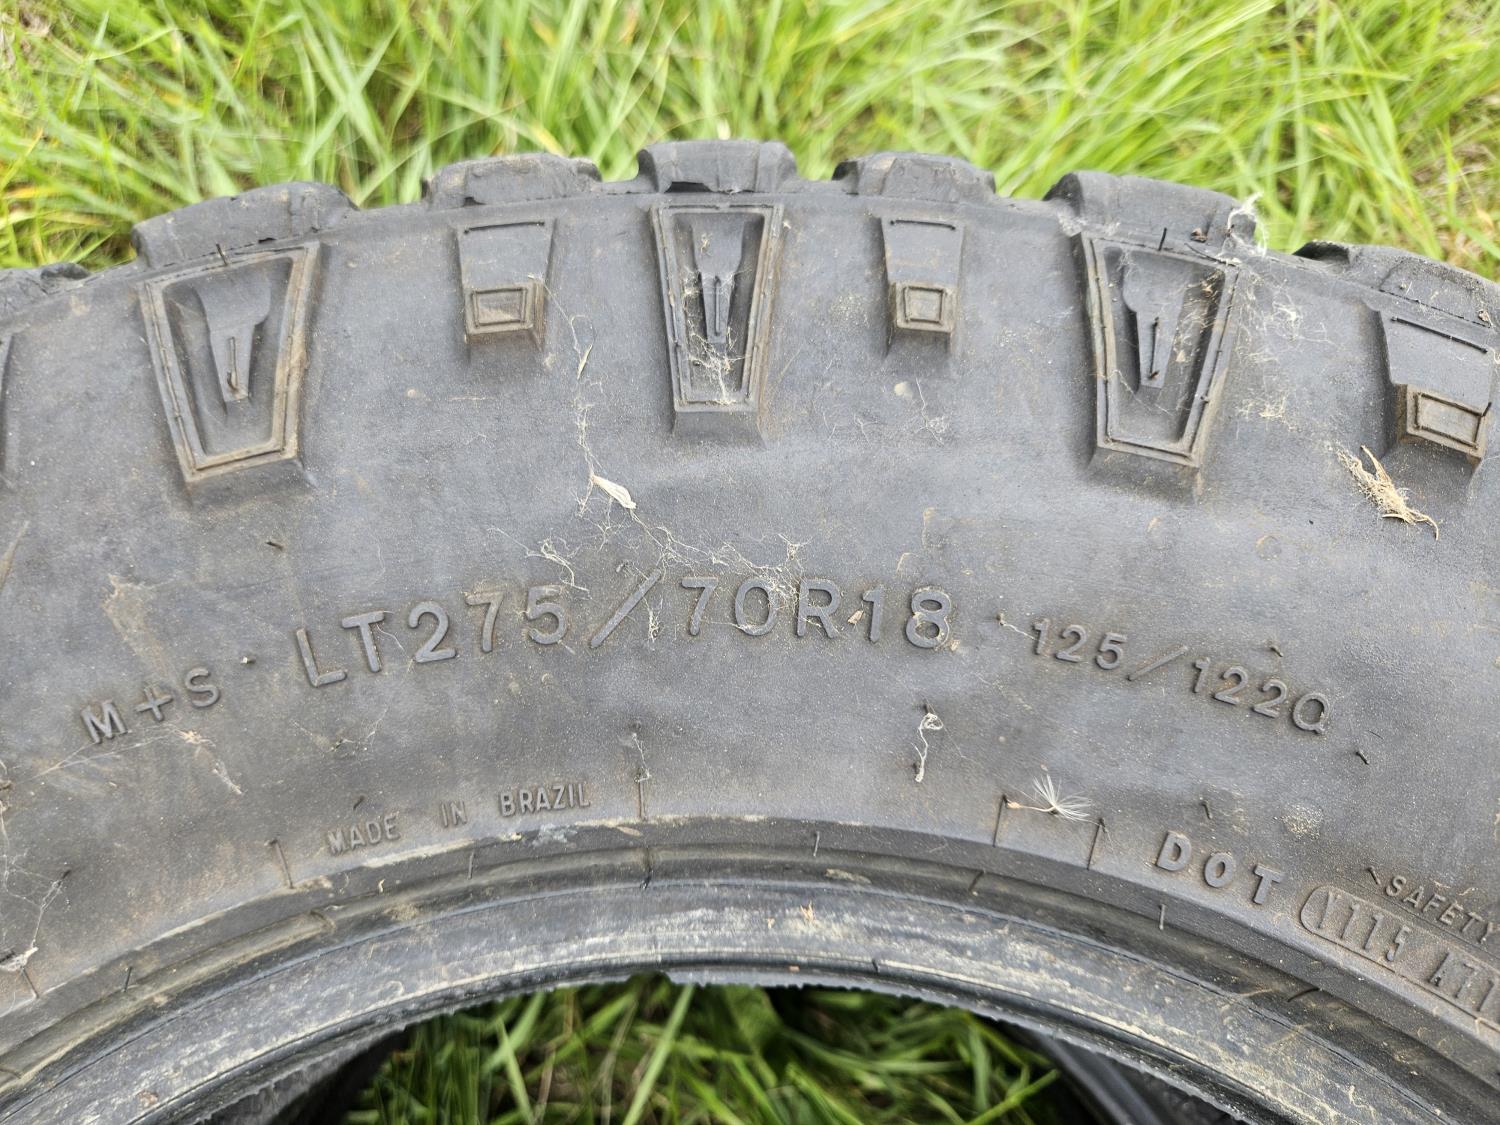 M+S LT275/70R18 125/122Q
MADE IN BRAZIL
DOT
SAFETY